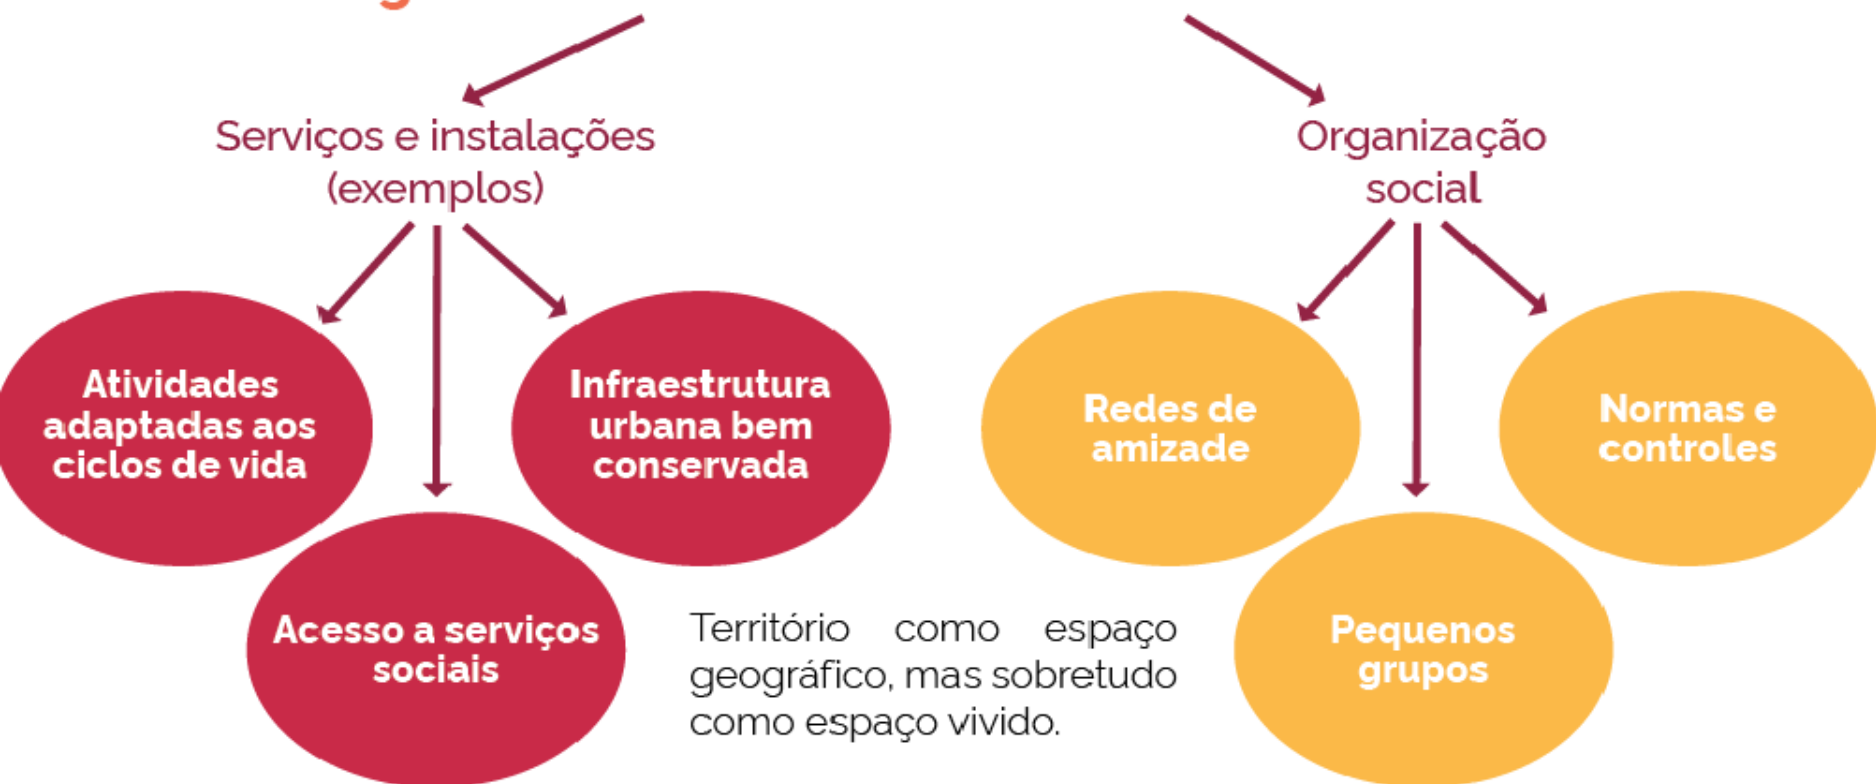 Serviços e instalações
(exemplos)
Organização
social
Atividades
adaptadas aos
ciclos de vida
Infraestrutura
urbana bem
conservada
Redes de
amizade
Normas e
controles
Acesso a serviços
sociais
Território como espaço
geográfico, mas sobretudo
como espaço vivido.
Pequenos
grupos